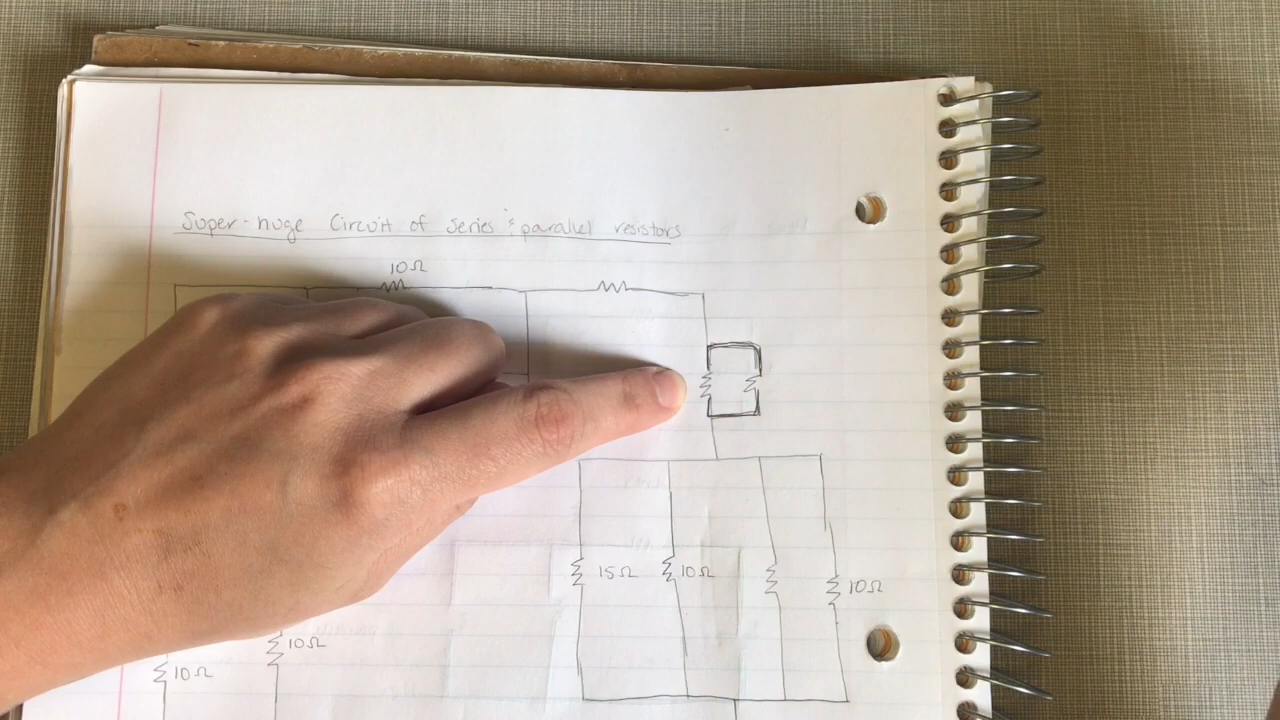 Super-huge Circuit of series & parallel resistors
10Ω
15Ω 10Ω 10Ω
10Ω
10Ω